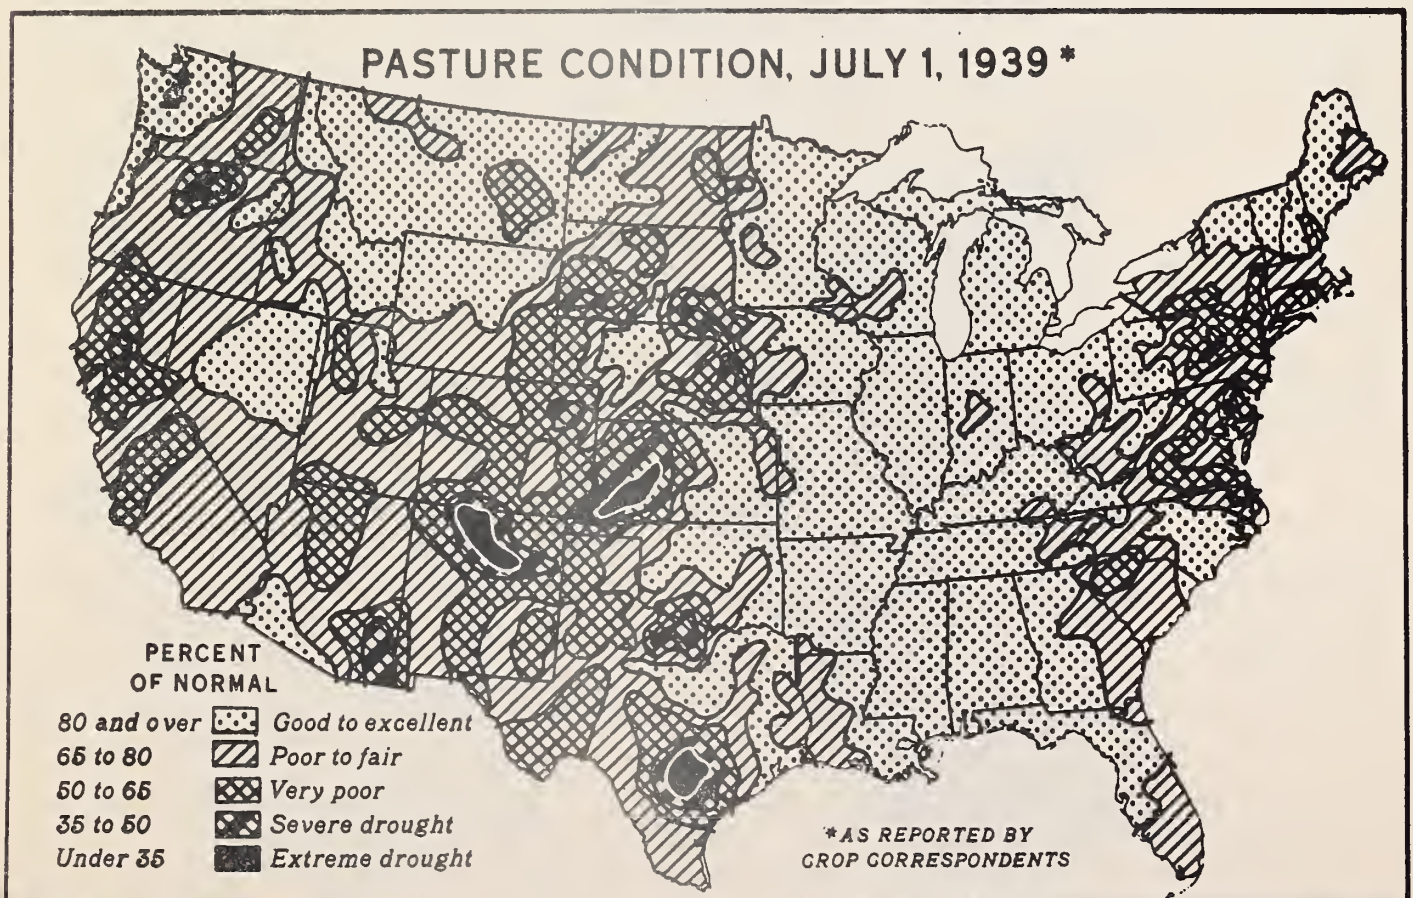 PASTURE CONDITION, JULY 1, 1939*
PERCENT
OF NORMAL
80 and over Good to excellent
65 to 80 Poor to fair
50 to 65 Very poor
35 to 50 Severe drought
Under 35 Extreme drought
*AS REPORTED BY
CROP CORRESPONDENTS